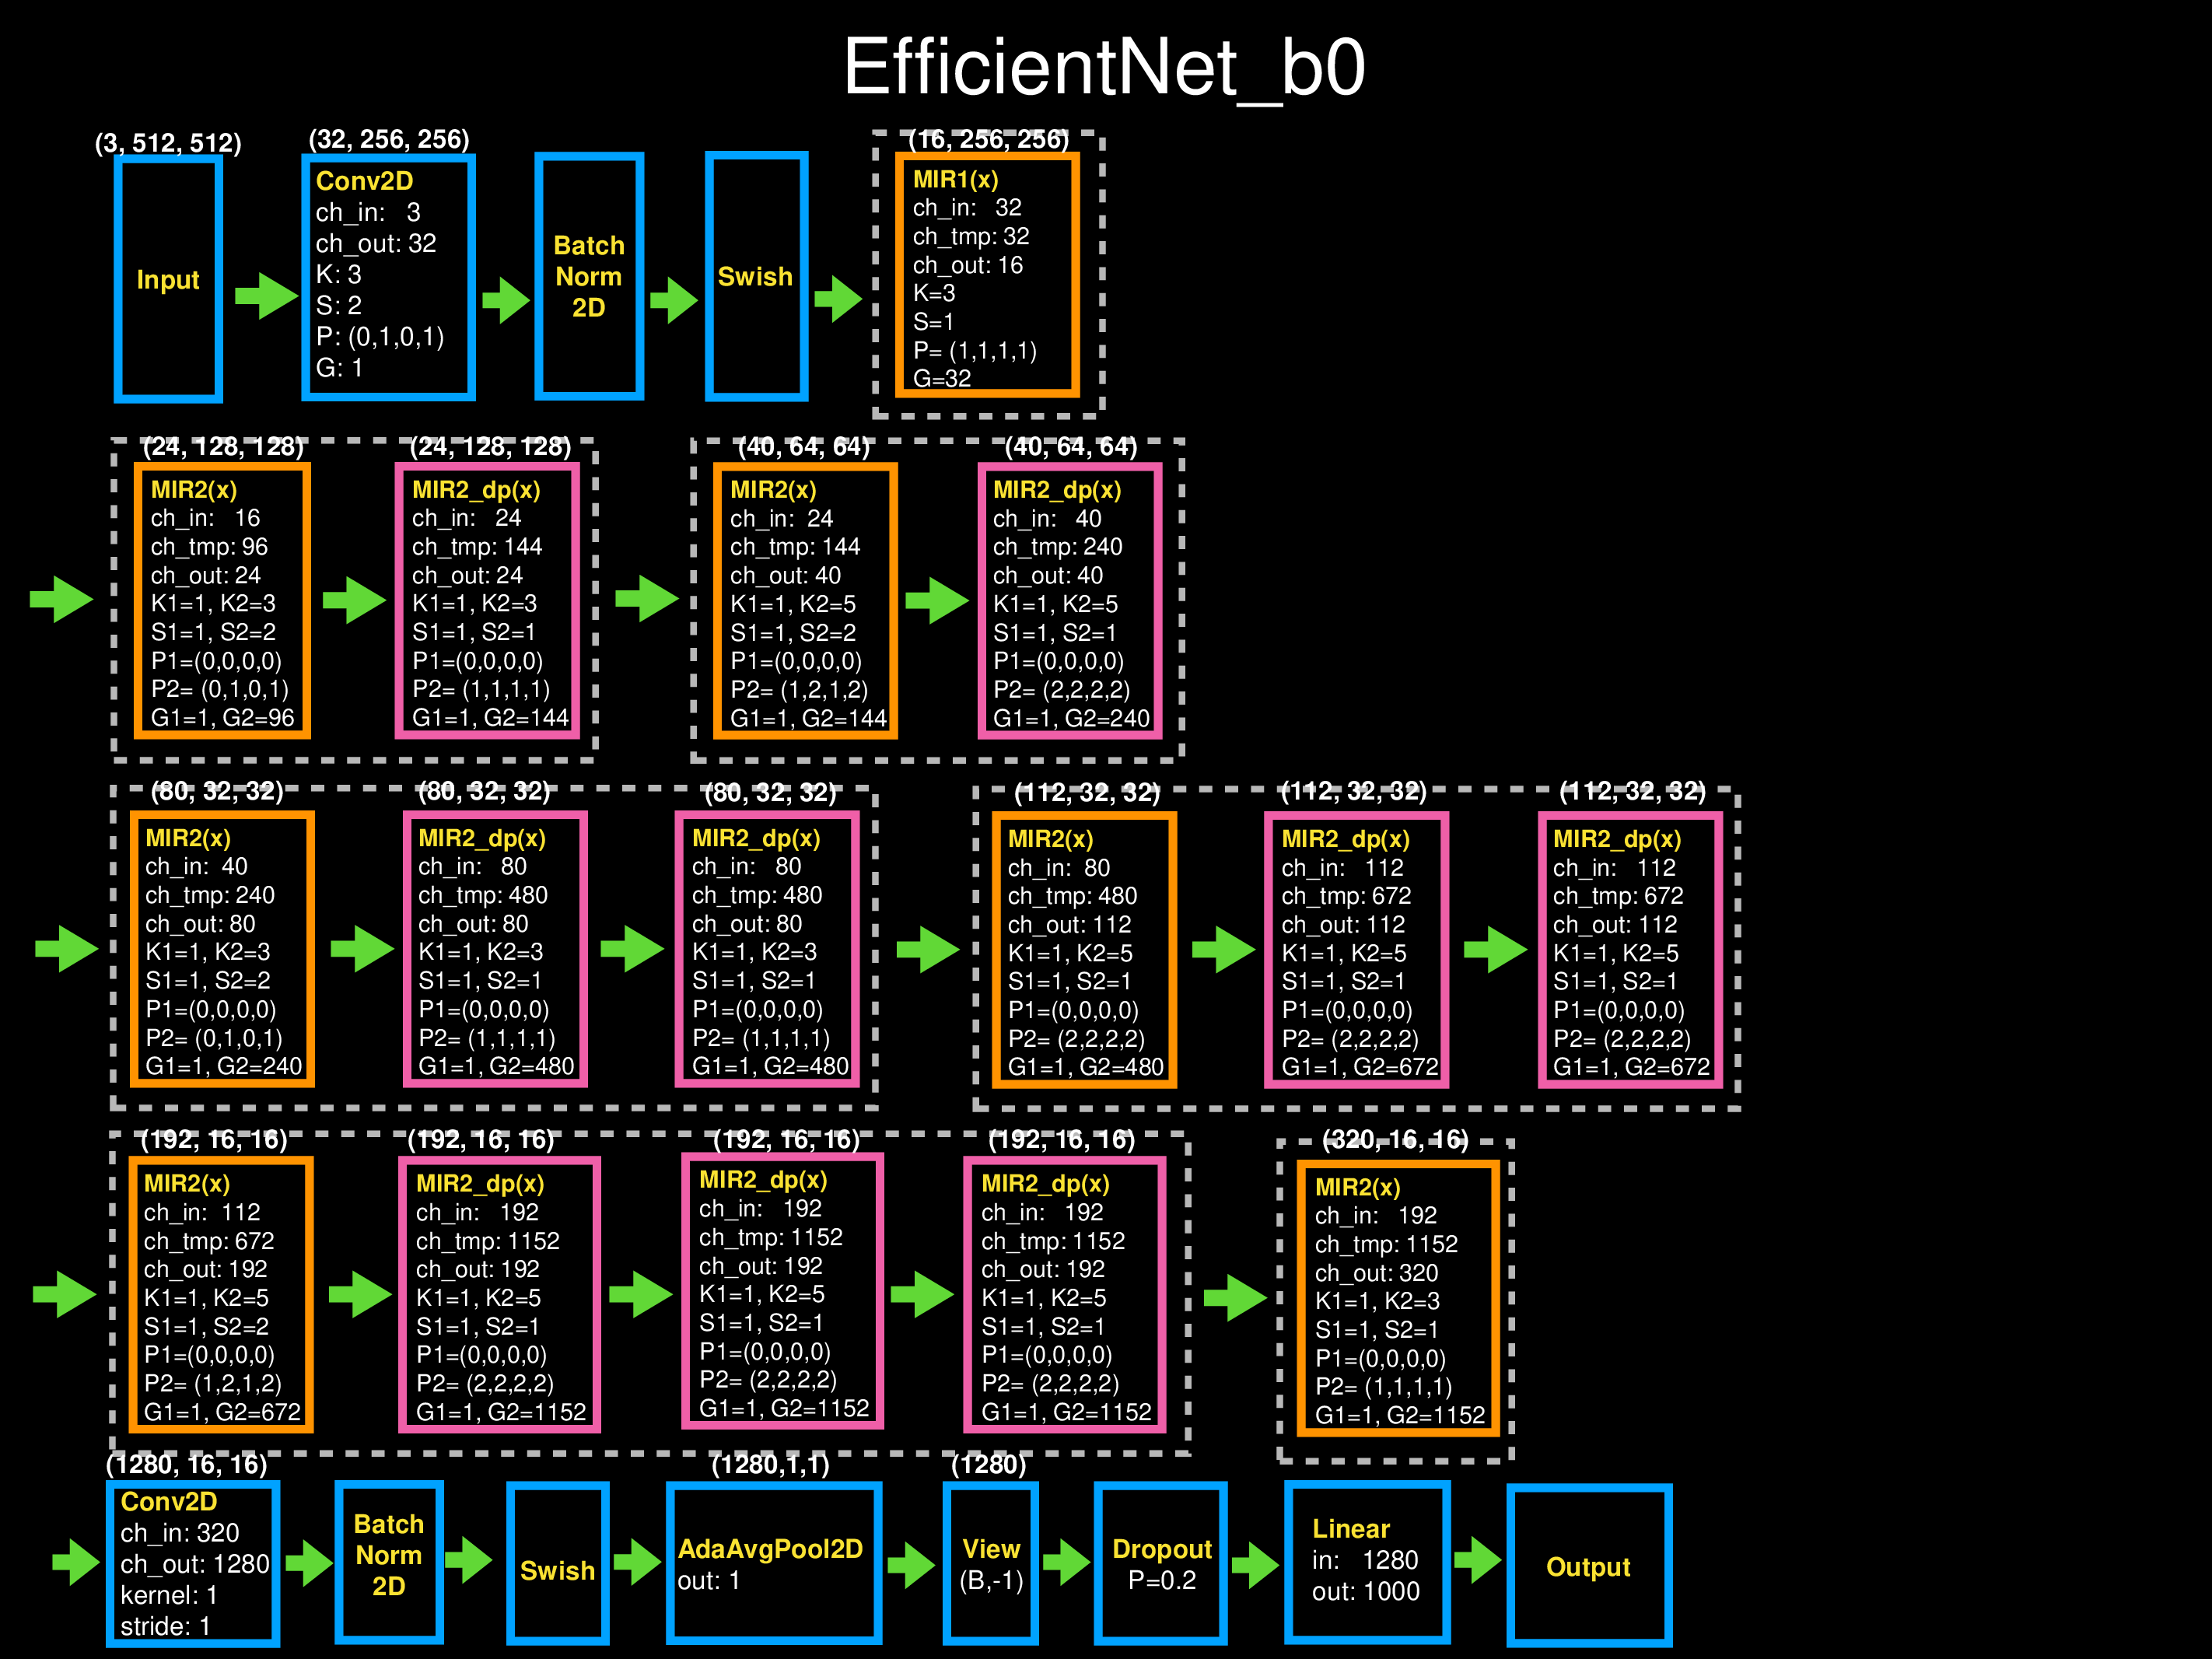 EfficientNet_b0
(3, 512, 512)
Input
(32, 256, 256)
Conv2D
ch_in: 3
ch_out: 32
K: 3
S: 2
P: (0,1,0,1)
G: 1
Batch
Norm
2D
Swish
(16, 256, 256)
MIR1(x)
ch_in: 32
ch_tmp: 32
ch_out: 16
K=3
S=1
P= (1,1,1,1)
G=32
(24, 128, 128)
MIR2(x)
ch_in: 16
ch_tmp: 96
ch_out: 24
K1=1, K2=3
S1=1, S2=2
P1=(0,0,0,0)
P2= (0,1,0,1)
G1=1, G2=96
(24, 128, 128)
MIR2_dp(x)
ch_in: 24
ch_tmp: 144
ch_out: 24
K1=1, K2=3
S1=1, S2=1
P1=(0,0,0,0)
P2= (1,1,1,1)
G1=1, G2=144
(40, 64, 64)
MIR2(x)
ch_in: 24
ch_tmp: 144
ch_out: 40
K1=1, K2=5
S1=1, S2=2
P1=(0,0,0,0)
P2= (1,2,1,2)
G1=1, G2=144
(40, 64, 64)
MIR2_dp(x)
ch_in: 40
ch_tmp: 240
ch_out: 40
K1=1, K2=5
S1=1, S2=1
P1=(0,0,0,0)
P2= (2,2,2,2)
G1=1, G2=240
(80, 32, 32)
MIR2(x)
ch_in: 40
ch_tmp: 240
ch_out: 80
K1=1, K2=3
S1=1, S2=2
P1=(0,0,0,0)
P2= (0,1,0,1)
G1=1, G2=240
(80, 32, 32)
MIR2_dp(x)
ch_in: 80
ch_tmp: 480
ch_out: 80
K1=1, K2=3
S1=1, S2=1
P1=(0,0,0,0)
P2= (1,1,1,1)
G1=1, G2=480
(80, 32, 32)
MIR2_dp(x)
ch_in: 80
ch_tmp: 480
ch_out: 80
K1=1, K2=3
S1=1, S2=1
P1=(0,0,0,0)
P2= (1,1,1,1)
G1=1, G2=480
(112, 32, 32)
MIR2(x)
ch_in: 80
ch_tmp: 480
ch_out: 112
K1=1, K2=5
S1=1, S2=1
P1=(0,0,0,0)
P2= (2,2,2,2)
G1=1, G2=480
(112, 32, 32)
MIR2_dp(x)
ch_in: 112
ch_tmp: 672
ch_out: 112
K1=1, K2=5
S1=1, S2=1
P1=(0,0,0,0)
P2= (2,2,2,2)
G1=1, G2=672
(112, 32, 32)
MIR2_dp(x)
ch_in: 112
ch_tmp: 672
ch_out: 112
K1=1, K2=5
S1=1, S2=1
P1=(0,0,0,0)
P2= (2,2,2,2)
G1=1, G2=672
(192, 16, 16)
MIR2(x)
ch_in: 112
ch_tmp: 672
ch_out: 192
K1=1, K2=5
S1=1, S2=2
P1=(0,0,0,0)
P2= (1,2,1,2)
G1=1, G2=672
(192, 16, 16)
MIR2_dp(x)
ch_in: 192
ch_tmp: 1152
ch_out: 192
K1=1, K2=5
S1=1, S2=1
P1=(0,0,0,0)
P2= (2,2,2,2)
G1=1, G2=1152
(192, 16, 16)
MIR2_dp(x)
ch_in: 192
ch_tmp: 1152
ch_out: 192
K1=1, K2=5
S1=1, S2=1
P1=(0,0,0,0)
P2= (2,2,2,2)
G1=1, G2=1152
(192, 16, 16)
MIR2_dp(x)
ch_in: 192
ch_tmp: 1152
ch_out: 192
K1=1, K2=5
S1=1, S2=1
P1=(0,0,0,0)
P2= (2,2,2,2)
G1=1, G2=1152
(320, 16, 16)
MIR2(x)
ch_in: 192
ch_tmp: 1152
ch_out: 320
K1=1, K2=3
S1=1, S2=1
P1=(0,0,0,0)
P2= (1,1,1,1)
G1=1, G2=1152
(1280, 16, 16)
Conv2D
ch_in: 320
ch_out: 1280
kernel: 1
stride: 1
Batch
Norm
2D
Swish
(1280,1,1)
AdaAvgPool2D
out: 1
(1280)
View
(B,-1)
Dropout
P=0.2
Linear
in: 1280
out: 1000
Output